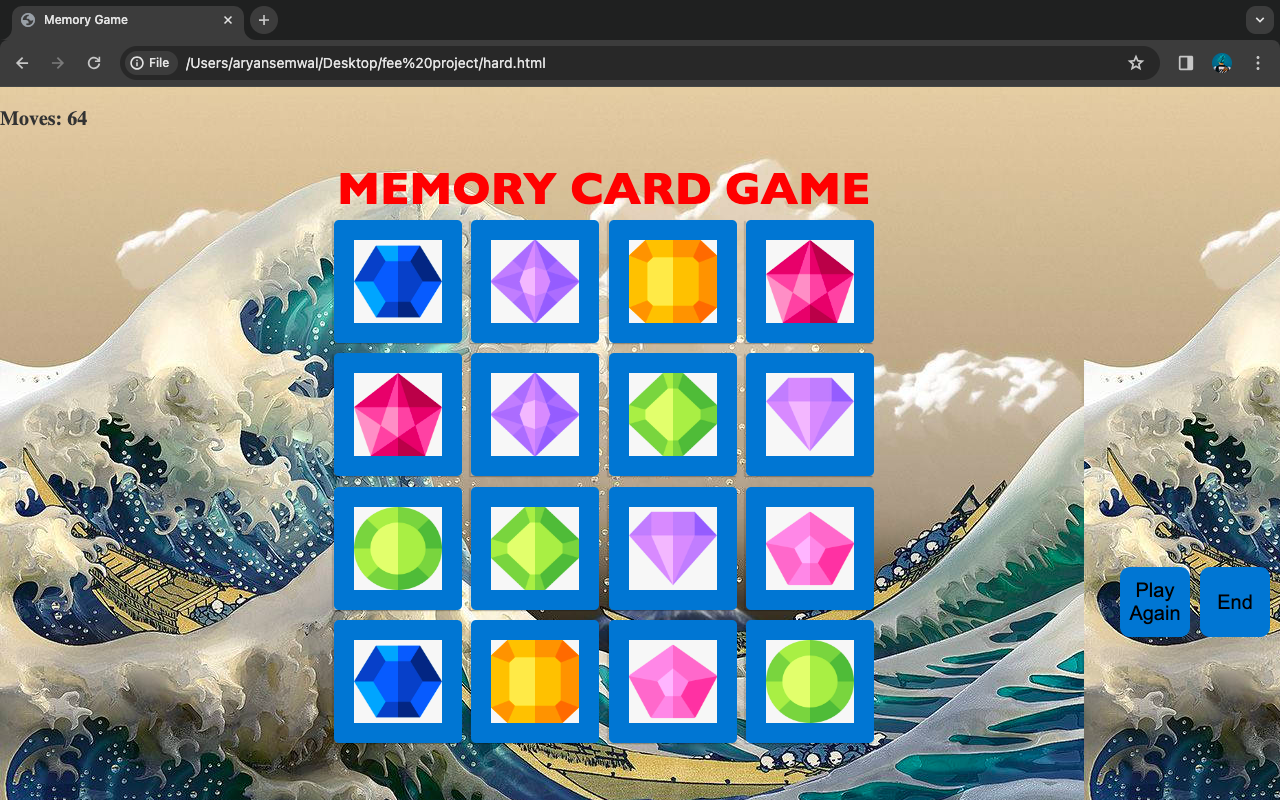 Memory Game
File
/Users/aryansemwal/Desktop/fee%20project/hard.html
Moves: 64
MEMORY CARD GAME
Play
Again
End